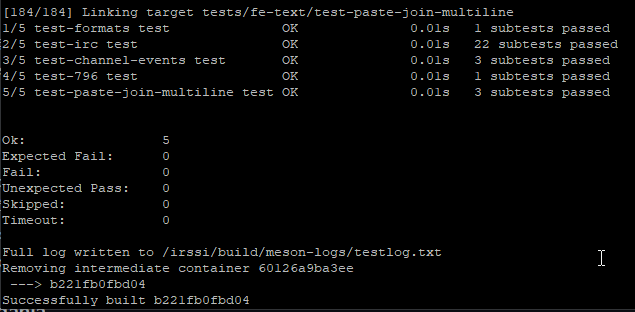 [184/184] Linking target tests/fe-text/test-paste-join-multiline
1/5 test-formats test              OK              0.01s   1 subtests passed
2/5 test-irc test                  OK              0.01s   22 subtests passed
3/5 test-channel-events test       OK              0.01s   3 subtests passed
4/5 test-796 test                  OK              0.01s   1 subtests passed
5/5 test-paste-join-multiline test OK              0.01s   3 subtests passed
Ok:                 5
Expected Fail:      0
Fail:               0
Unexpected Pass:    0
Skipped:            0
Timeout:            0
Full log written to /irssi/build/meson-logs/testlog.txt
Removing intermediate container 60126a9ba3ee
 ---> b221fb0fbd04
Successfully built b221fb0fbd04